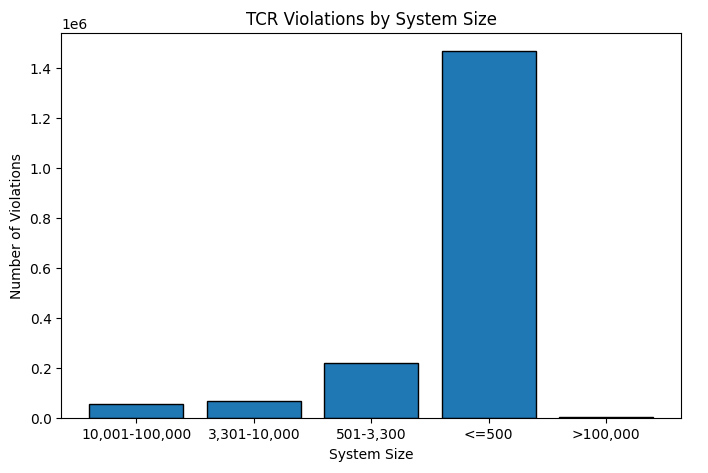 TCR Violations by System Size
1e6
1.4
1.2
1.0
0.8
0.6
0.4
0.2
0.0
Number of Violations
10,001-100,000 3,301-10,000 501-3,300 <=500 >100,000
System Size